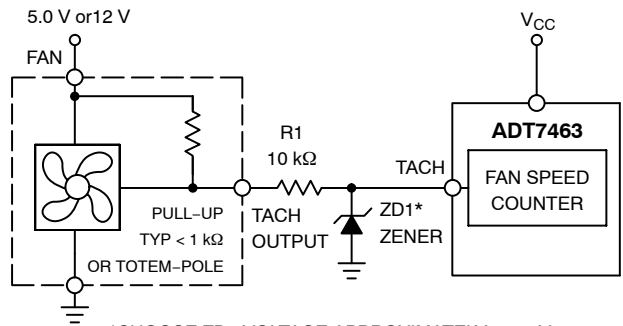 5.0 V or12 V
V_CC
FAN
ADT7463
R1
10 kΩ
TACH
FAN SPEED
COUNTER
PULL–UP
TYP < 1 kΩ
OR TOTEM–POLE
TACH
OUTPUT
ZD1*
ZENER